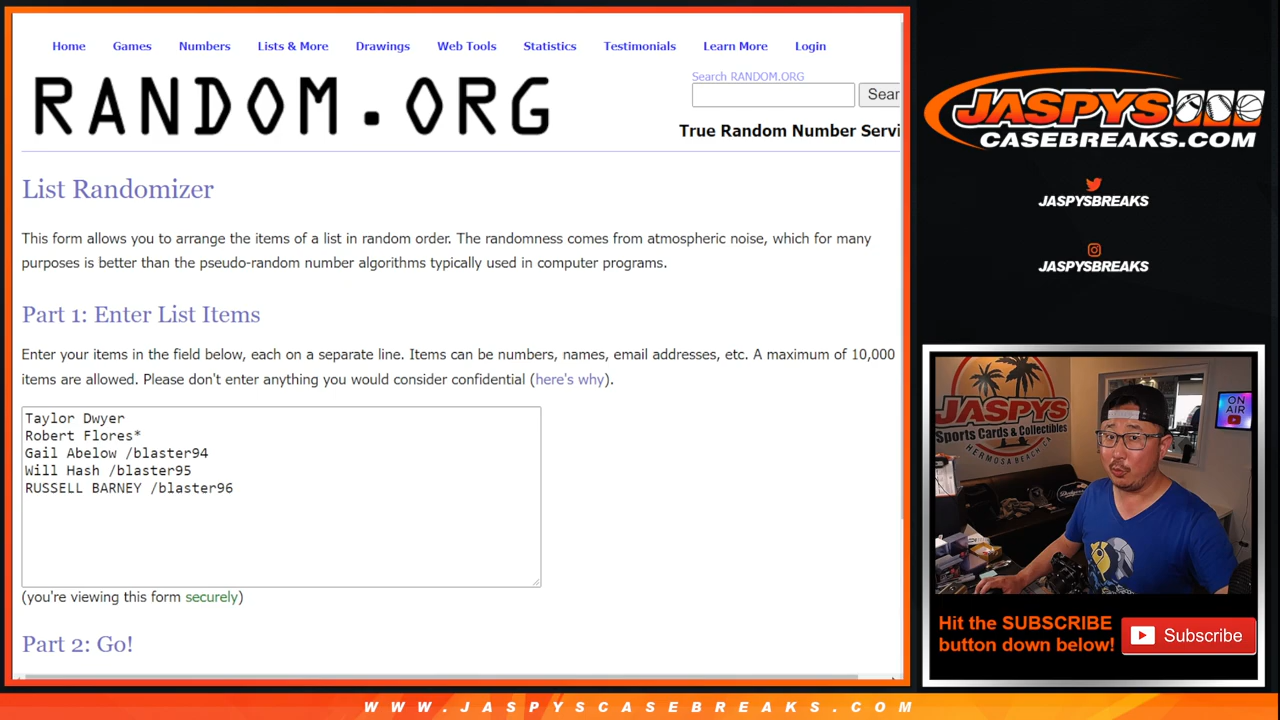 Home Games Numbers Lists & More Drawings Web Tools Statistics Testimonials Learn More Login
RANDOM.ORG
Search RANDOM.ORG
Sear
True Random Number Servi
List Randomizer
This form allows you to arrange the items of a list in random order. The randomness comes from atmospheric noise, which for many
purposes is better than the pseudo-random number algorithms typically used in computer programs.
Part 1: Enter List Items
Enter your items in the field below, each on a separate line. Items can be numbers, names, email addresses, etc. A maximum of 10,000
items are allowed. Please don't enter anything you would consider confidential (here's why).
Taylor Dwyer
Robert Flores*
Gail Abelow /blaster94
Will Hash /blaster95
RUSSELL BARNEY /blaster96
(you're viewing this form securely)
Part 2: Go!
JASPYS
CASEBREAKS.COM
JASPYSBREAKS
JASPYSBREAKS
JASPYS
Sports Cards & Collectibles
HERMOSA BEACH CA
ON
AIR
Hit the SUBSCRIBE
button down below!
Subscribe
WWW.JASPYSCASEBREAKS.COM